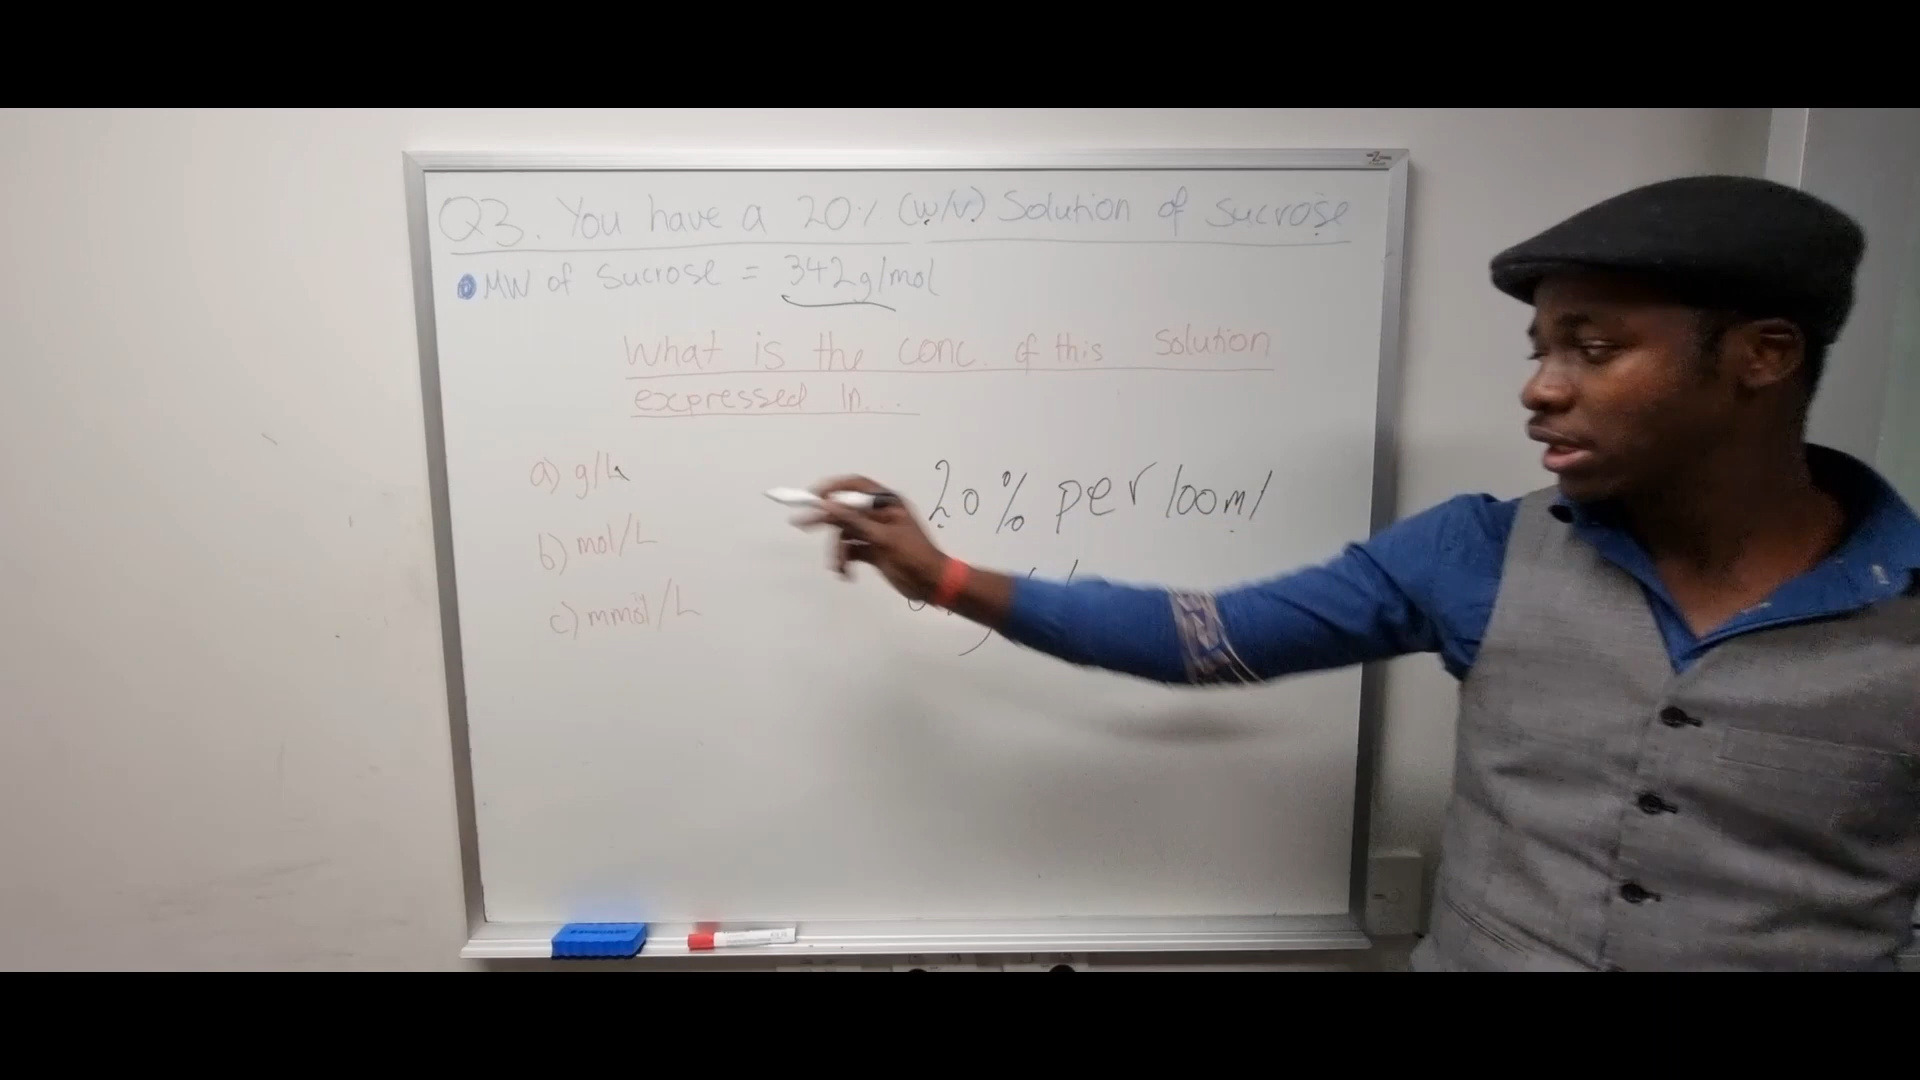 Q3. You have a 20% (w/v) Solution of Sucrose
MW of Sucrose = 342g/mol
What is the conc. of this Solution
expressed in...
a) g/L
b) mol/L
c) mmol/L
20% per 100ml